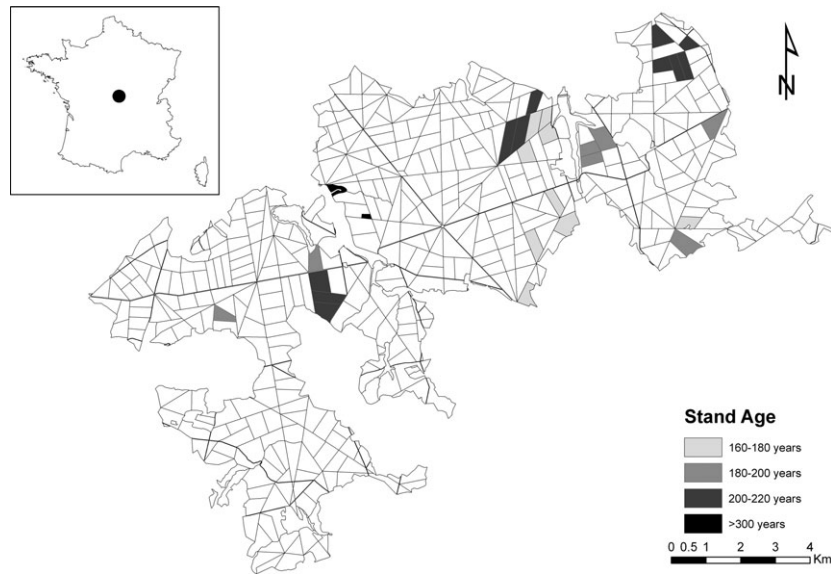 N
Stand Age
160-180 years
180-200 years
200-220 years
>300 years
0 0.5 1 2 3 4
Km